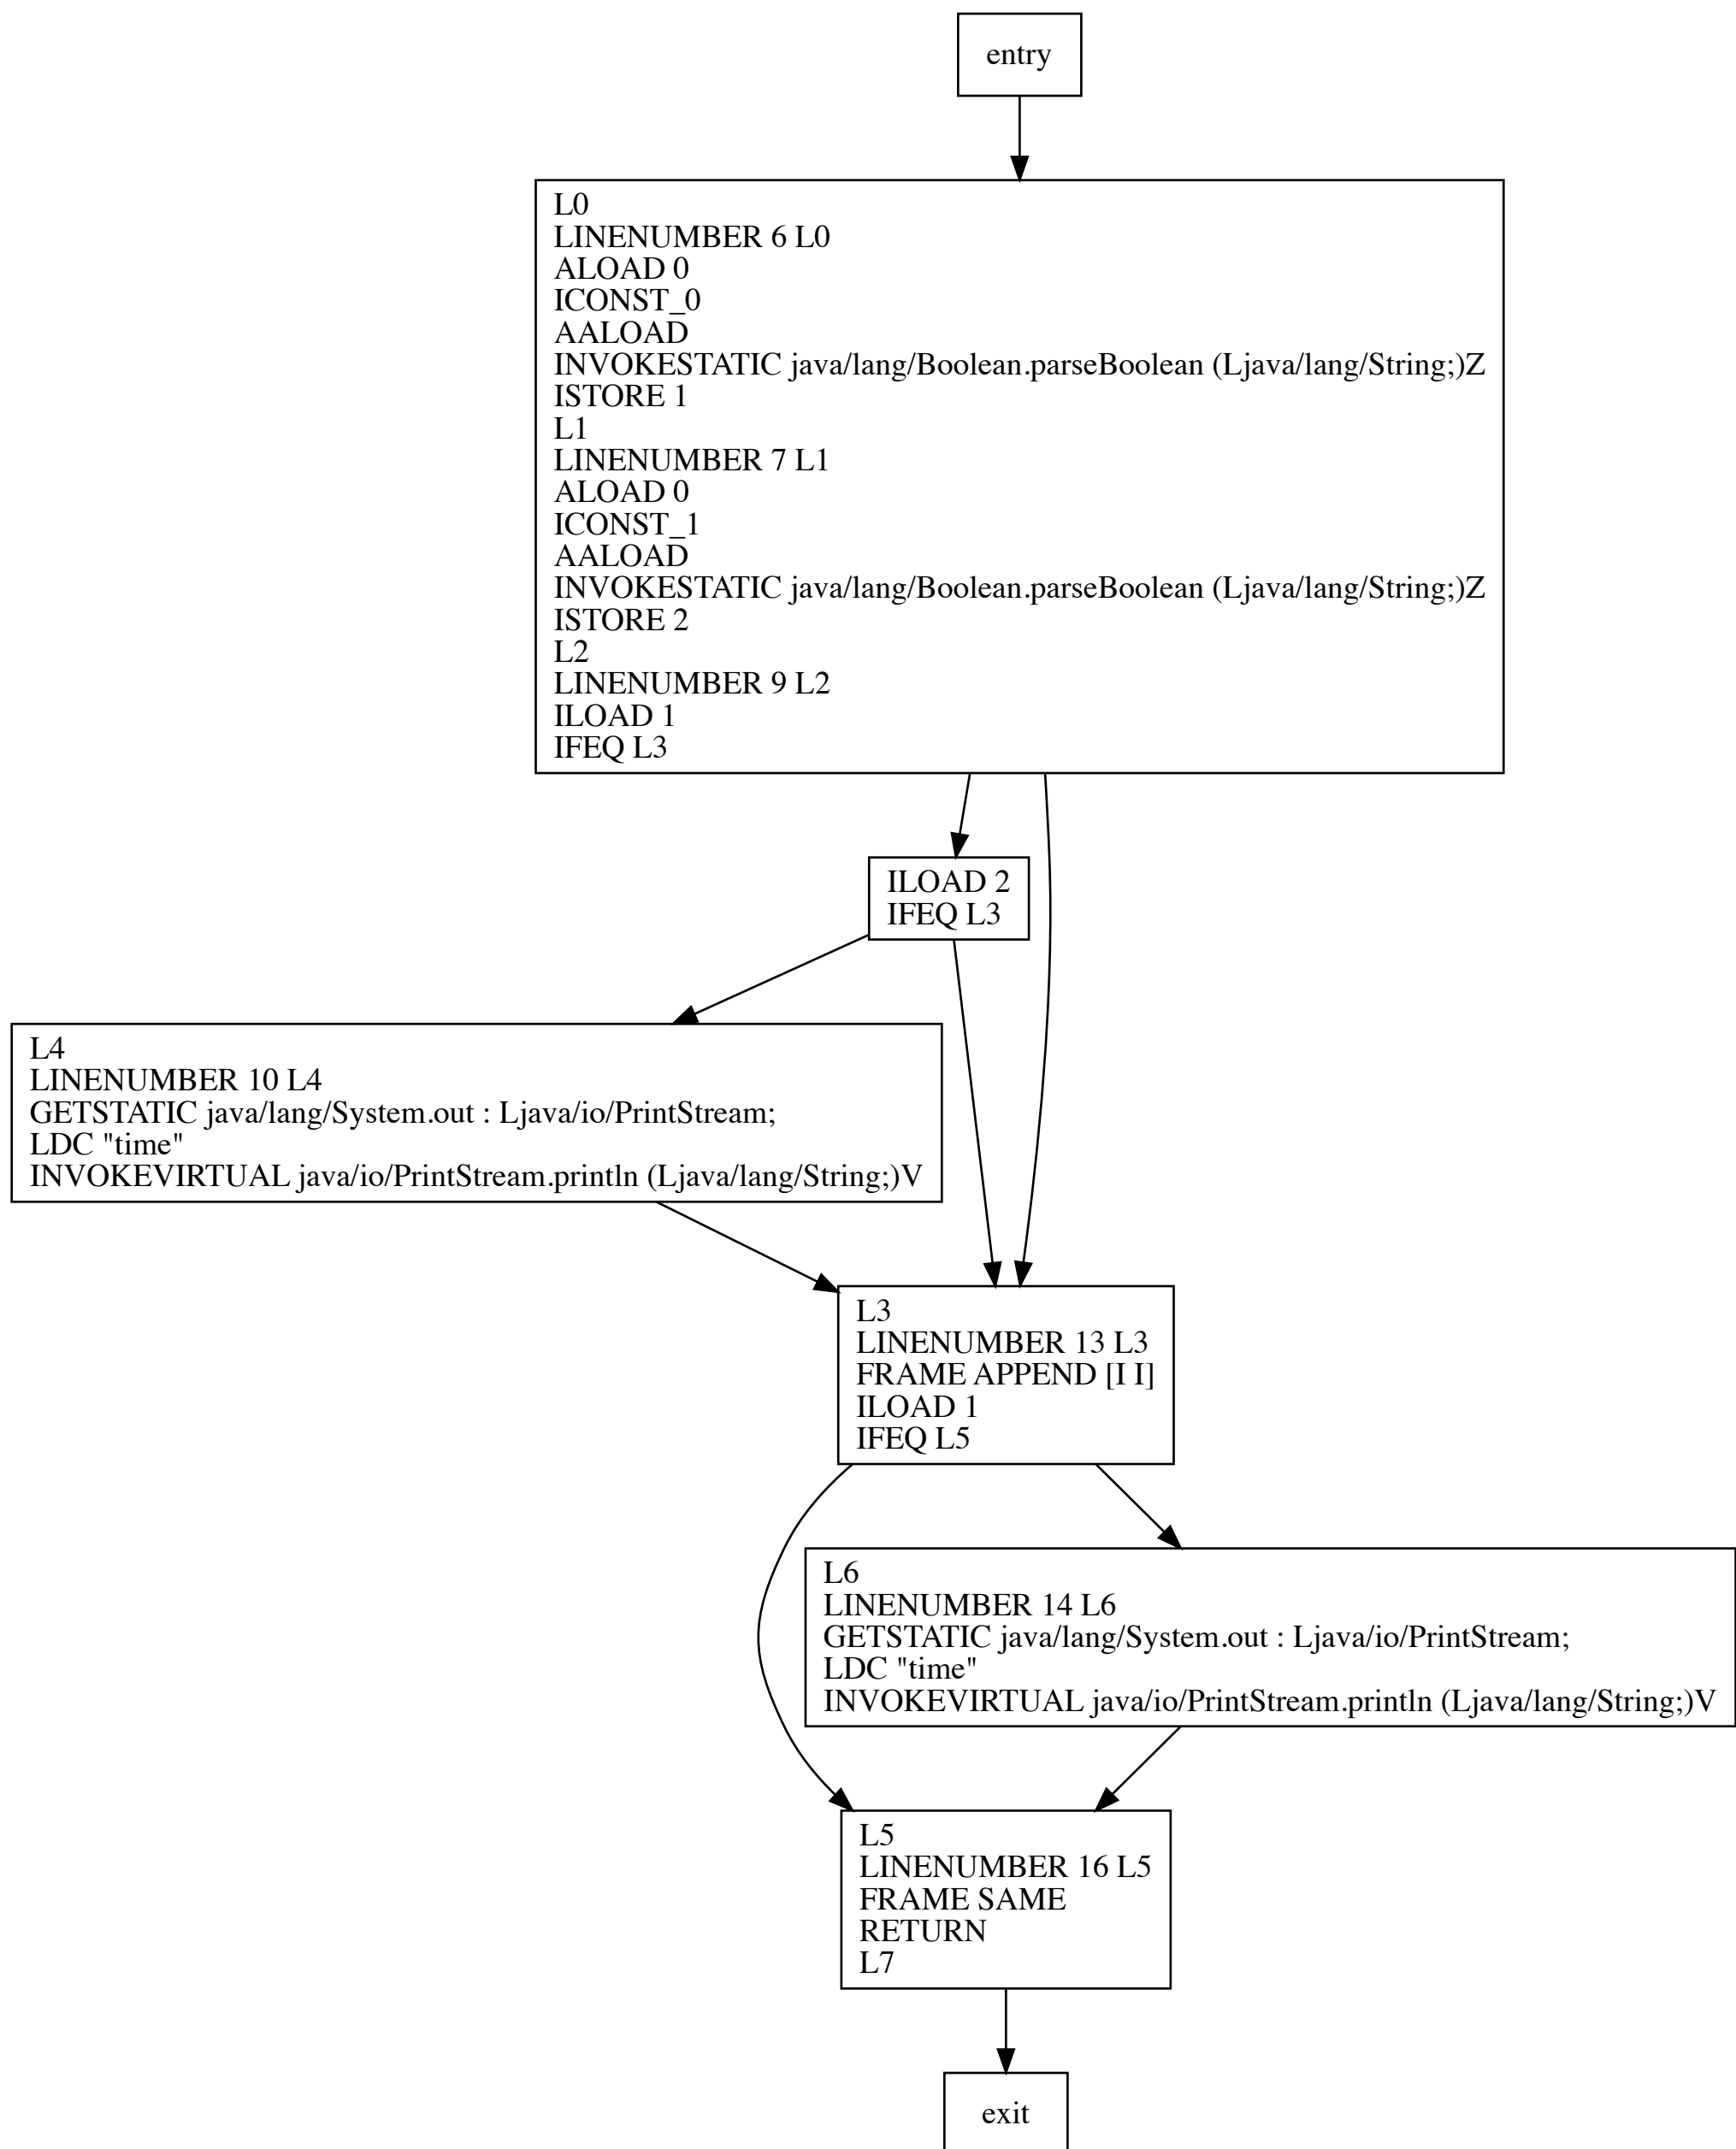 entry
L0
LINENUMBER 6 L0
ALOAD 0
ICONST_0
AALOAD
INVOKESTATIC java/lang/Boolean.parseBoolean (Ljava/lang/String;)Z
ISTORE 1
L1
LINENUMBER 7 L1
ALOAD 0
ICONST_1
AALOAD
INVOKESTATIC java/lang/Boolean.parseBoolean (Ljava/lang/String;)Z
ISTORE 2
L2
LINENUMBER 9 L2
ILOAD 1
IFEQ L3
ILOAD 2
IFEQ L3
L4
LINENUMBER 10 L4
GETSTATIC java/lang/System.out : Ljava/io/PrintStream;
LDC "time"
INVOKEVIRTUAL java/io/PrintStream.println (Ljava/lang/String;)V
L3
LINENUMBER 13 L3
FRAME APPEND [I I]
ILOAD 1
IFEQ L5
L6
LINENUMBER 14 L6
GETSTATIC java/lang/System.out : Ljava/io/PrintStream;
LDC "time"
INVOKEVIRTUAL java/io/PrintStream.println (Ljava/lang/String;)V
L5
LINENUMBER 16 L5
FRAME SAME
RETURN
L7
exit